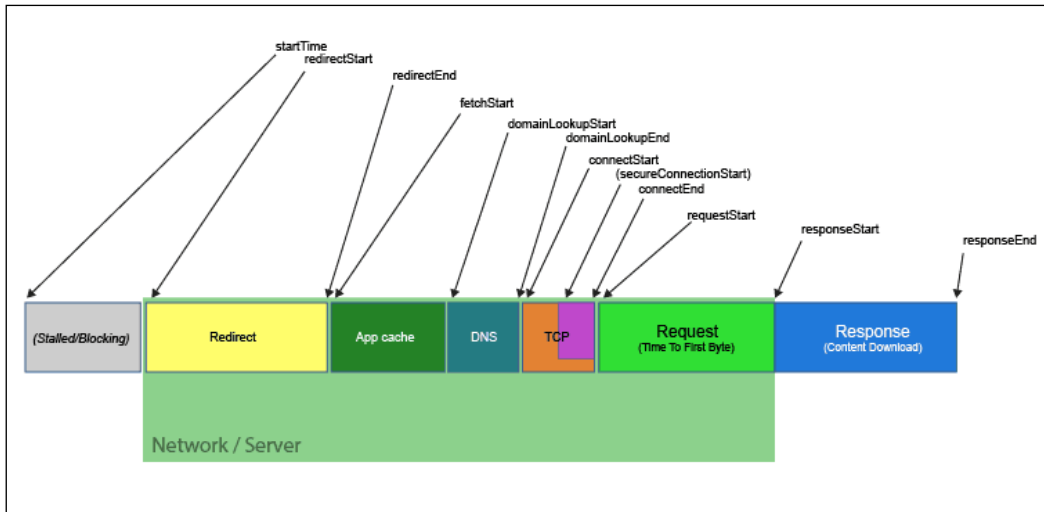 startTime
redirectStart
redirectEnd
fetchStart
domainLookupStart
domainLookupEnd
connectStart
(secureConnectionStart)
connectEnd
requestStart
responseStart
responseEnd
(Stalled/Blocking)
Redirect
App cache
DNS
TCP
Request
(Time To First Byte)
Response
(Content Download)
Network / Server